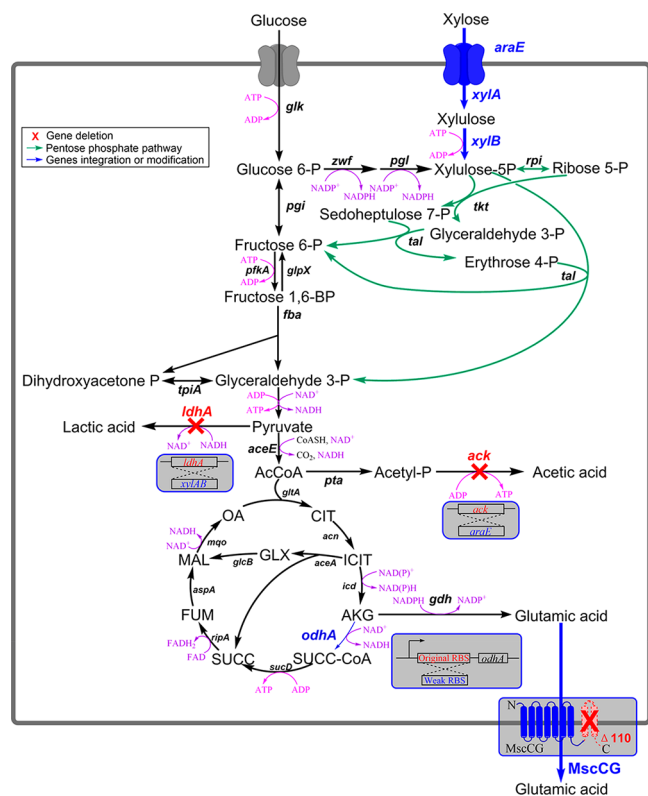 Glucose
Xylose
araE
xylA
ATP
ADP
glk
Xylulose
ATP
ADP
xylB
X Gene deletion
Pentose phosphate pathway
Genes integration or modification
Glucose 6-P
zwf
pgl
Xylulose-5P
rpi
Ribose 5-P
NADP⁺
NADPH
NADP⁺
NADPH
pgi
Sedoheptulose 7-P
tkt
Glyceraldehyde 3-P
tal
Fructose 6-P
Erythrose 4-P
tal
ATP
ADP
pfkA
glpX
Fructose 1,6-BP
fba
Dihydroxyacetone P
tpiA
Glyceraldehyde 3-P
ADP
ATP
NAD⁺
NADH
ldhA
Lactic acid
Pyruvate
NAD⁺
NADH
aceE
CoASH, NAD⁺
CO₂, NADH
ldhA
xylAB
AcCoA
pta
Acetyl-P
ack
Acetic acid
ADP
ATP
ack
araE
gltA
OA
CIT
NADH
NAD⁺
mqo
acn
MAL
glcB
GLX
aceA
ICIT
icd
NAD(P)⁺
NAD(P)H
aspA
FUM
AKG
NADPH
gdh
NADP⁺
Glutamic acid
odhA
NAD⁺
NADH
ripA
FADH₂
FAD
SUCC
sucD
SUCC-CoA
ATP
ADP
Original RBS
odhA
Weak RBS
N
MscCG
X
Δ 110
C
MscCG
Glutamic acid